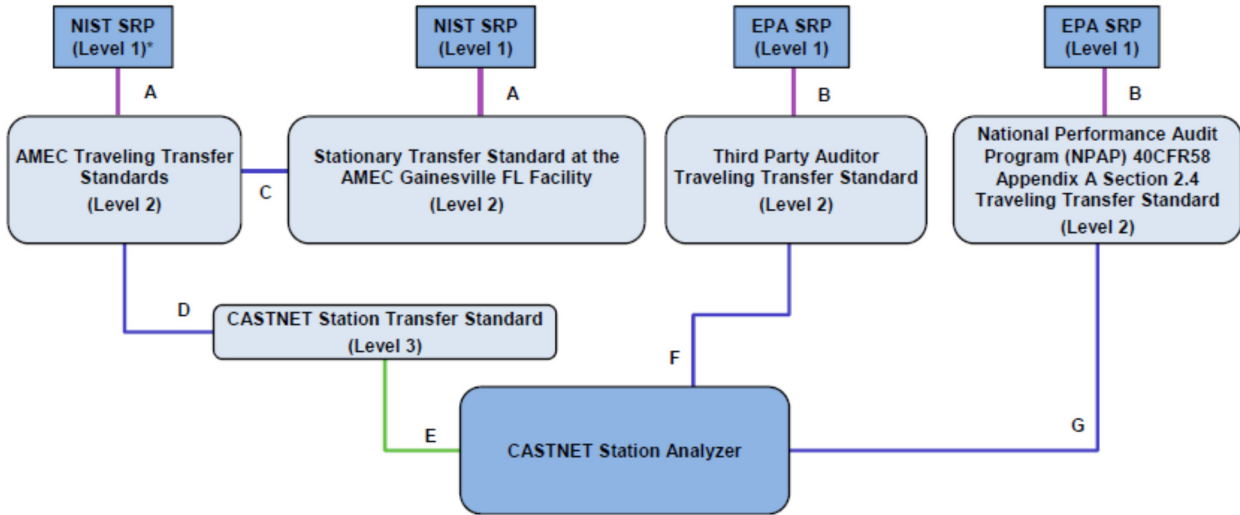 NIST SRP
(Level 1)*
NIST SRP
(Level 1)
EPA SRP
(Level 1)
EPA SRP
(Level 1)
A
A
B
B
AMEC Traveling Transfer
Standards
(Level 2)
C
Stationary Transfer Standard at the
AMEC Gainesville FL Facility
(Level 2)
Third Party Auditor
Traveling Transfer Standard
(Level 2)
National Performance Audit
Program (NPAP) 40CFR58
Appendix A Section 2.4
Traveling Transfer Standard
(Level 2)
D
CASTNET Station Transfer Standard
(Level 3)
F
E
G
CASTNET Station Analyzer